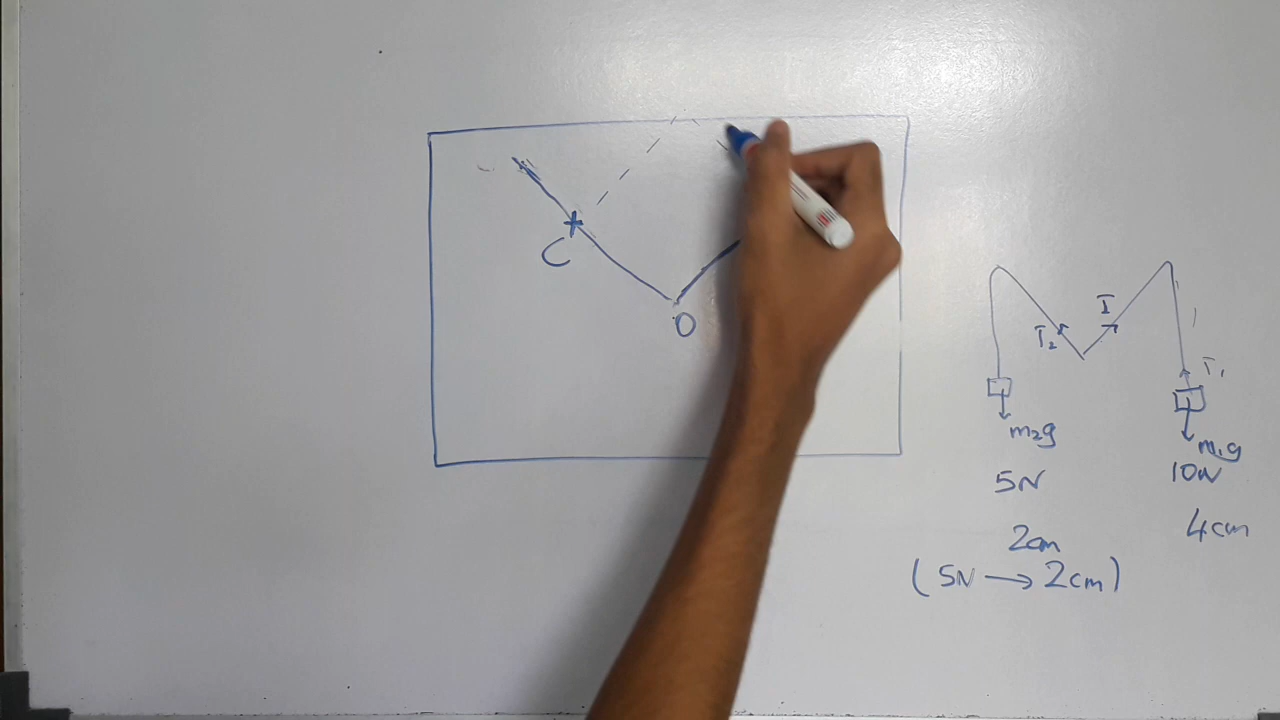 C
O
T₂
T
T₁
m₂g
m₁g
5N
10N
2cm
4cm
(5N → 2cm)